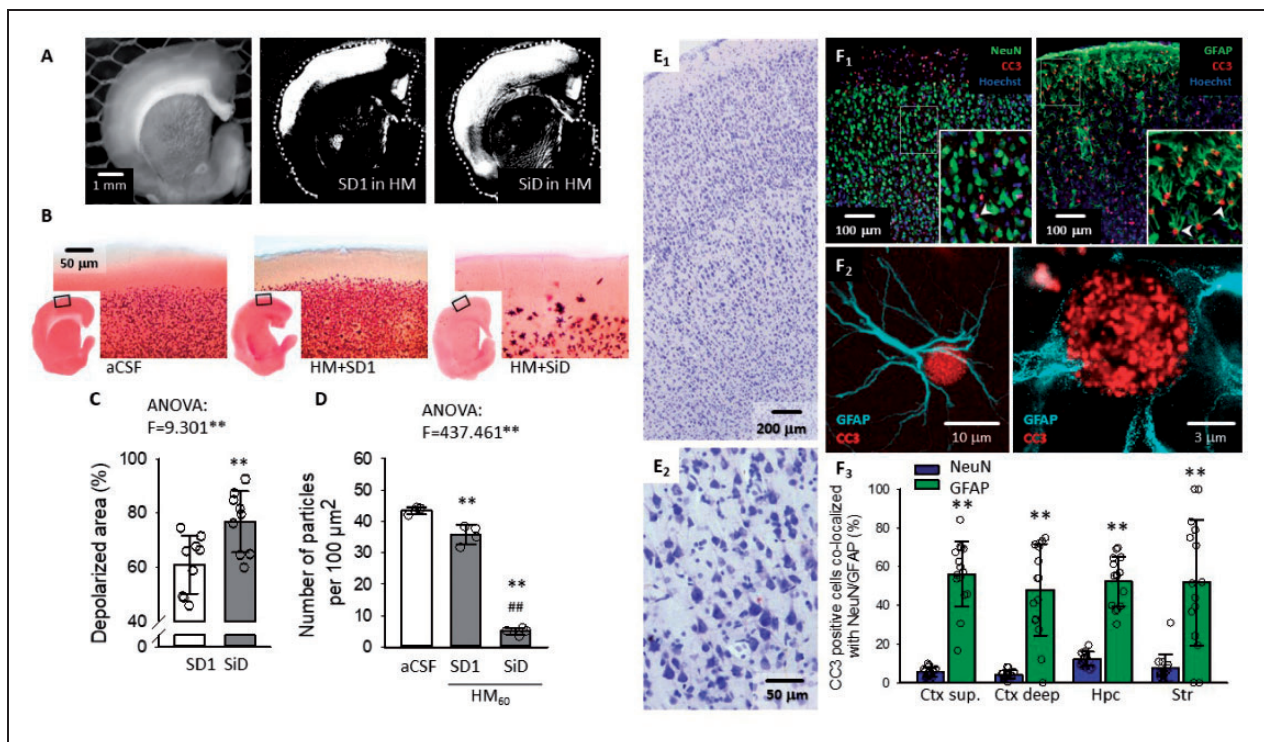 A
1 mm
SD1 in HM
SiD in HM
B
50 µm
aCSF
HM+SD1
HM+SiD
C
ANOVA:
F=9.301**
Depolarized area (%)
100
80
60
40
0
**
SD1
SiD
D
ANOVA:
F=437.461**
Number of particles
per 100 µm2
60
50
40
30
20
10
0
**
**
##
aCSF
SD1
SiD
HM60
E1
200 µm
E2
50 µm
F1
NeuN
CC3
Hoechst
100 µm
GFAP
CC3
Hoechst
100 µm
F2
GFAP
CC3
10 µm
GFAP
CC3
3 µm
F3
NeuN
GFAP
CC3 positive cells co-localized
with NeuN/GFAP (%)
100
80
60
40
20
0
**
**
**
**
Ctx sup.
Ctx deep
Hpc
Str